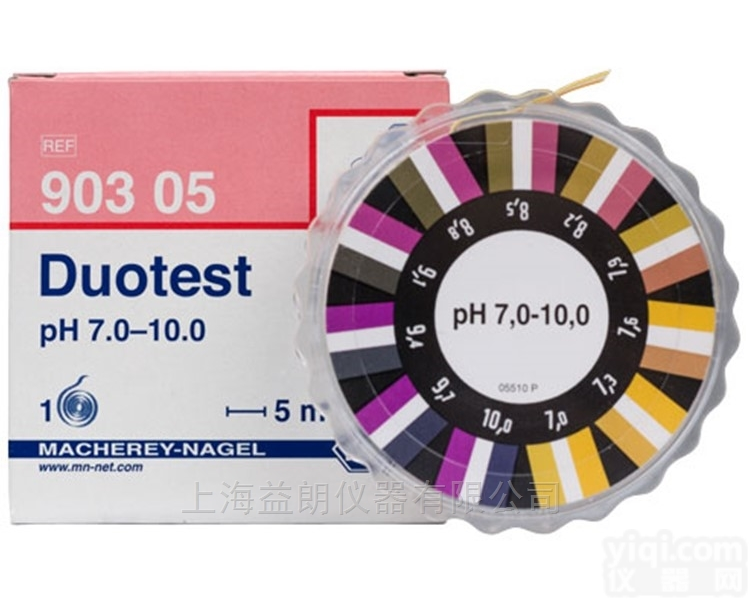 REF
903 05
Duotest
pH 7.0–10.0
1
5
MACHEREY-NAGEL
www.mn-net.com
pH 7,0-10,0
05510 P
7,0
7,3
7,6
7,9
8,2
8,5
8,8
9,1
9,4
9,7
10,0
上海益朗仪器有限公司
yiqi.com
仪器网